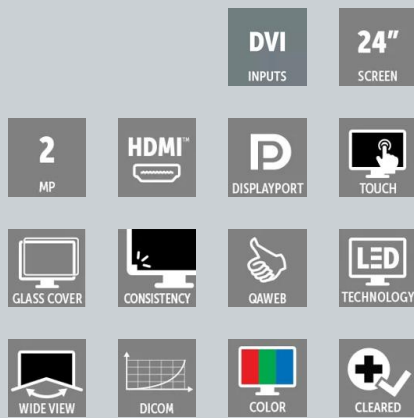 DVI
INPUTS
24"
SCREEN
2
MP
HDMI™
DISPLAYPORT
TOUCH
GLASS COVER
CONSISTENCY
QAWEB
LED
TECHNOLOGY
WIDE VIEW
DICOM
COLOR
CLEARED